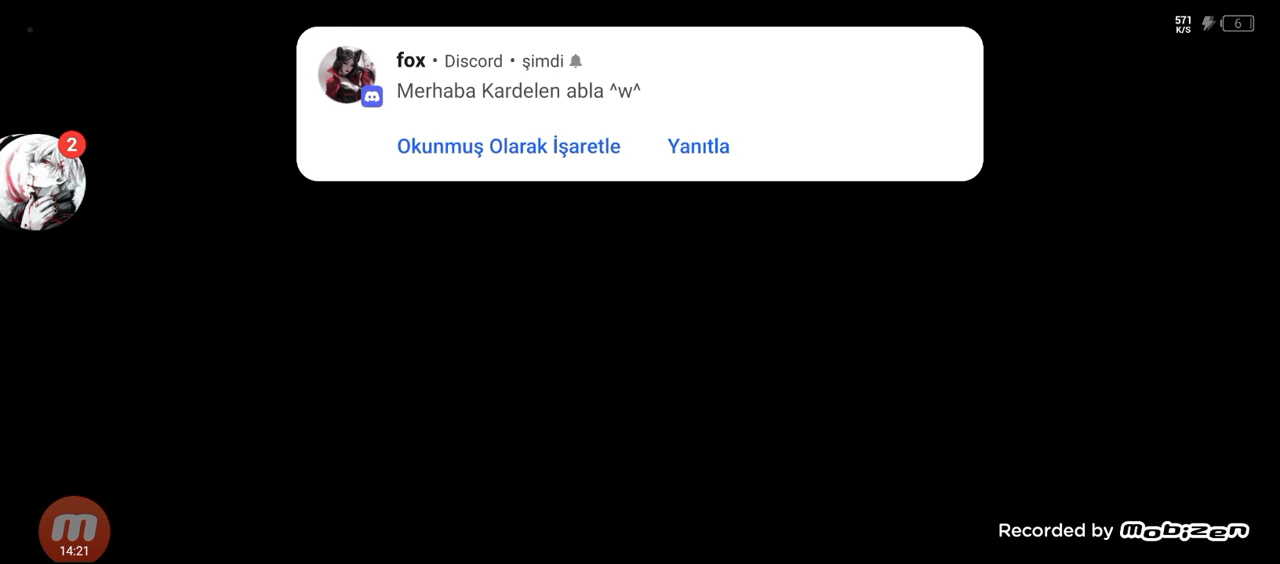 571
K/S
6
fox • Discord • şimdi
Merhaba Kardelen abla ^w^
Okunmuş Olarak İşaretle
Yanıtla
2
14:21
Recorded by mobizen